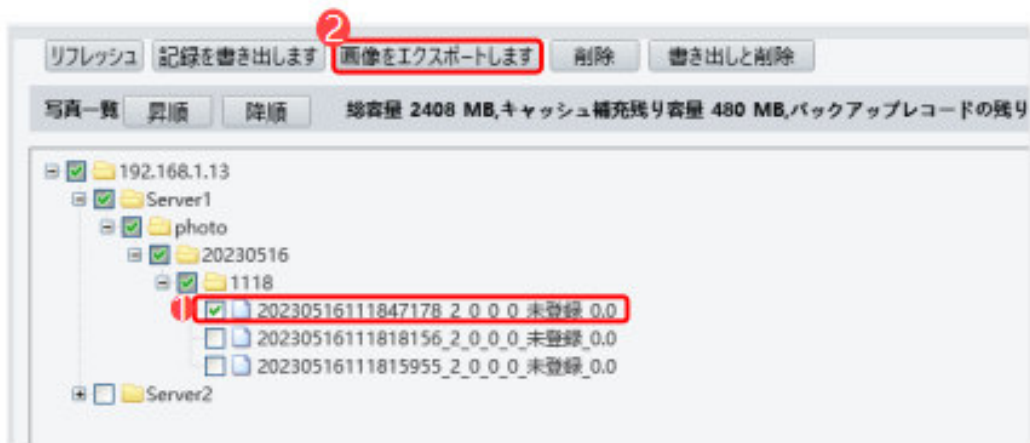 2
リフレッシュ 記録を書き出します 画像をエクスポートします 削除 書き出しと削除
写真一覧 昇順 降順 総容量 2408 MB,キャッシュ補充残り容量 480 MB,バックアップレコードの残り
192.168.1.13
Server1
photo
20230516
1118
1 20230516111847178_2_0_0_0_未登録_0.0
20230516111818156_2_0_0_0_未登録_0.0
20230516111815955_2_0_0_0_未登録_0.0
Server2